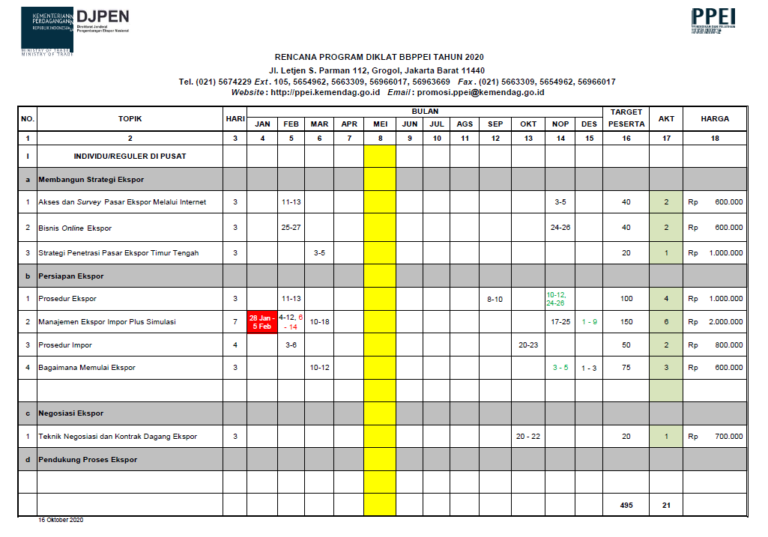 KEMENTERIAN
PERDAGANGAN
REPUBLIK INDONESIA
DJPEN
Direktorat Jenderal
Pengembangan Ekspor Nasional
MINISTRY OF TRADE
PPEI
RENCANA PROGRAM DIKLAT BBPPEI TAHUN 2020
Jl. Letjen S. Parman 112, Grogol, Jakarta Barat 11440
Tel. (021) 5674229 Ext. 105, 5654962, 5663309, 56966017, 56963669 Fax. (021) 5663309, 5654962, 56966017
Website: http://ppei.kemendag.go.id Email: promosi.ppei@kemendag.go.id
NO. TOPIK HARI BULAN TARGET PESERTA AKT HARGA
JAN FEB MAR APR MEI JUN JUL AGS SEP OKT NOP DES
1 2 3 4 5 6 7 8 9 10 11 12 13 14 15 16 17 18
I INDIVIDU/REGULER DI PUSAT
a Membangun Strategi Ekspor
1 Akses dan Survey Pasar Ekspor Melalui Internet 3 11-13 3-5 40 2 Rp 600.000
2 Bisnis Online Ekspor 3 25-27 24-26 40 2 Rp 600.000
3 Strategi Penetrasi Pasar Ekspor Timur Tengah 3 3-5 20 1 Rp 1.000.000
b Persiapan Ekspor
1 Prosedur Ekspor 3 11-13 8-10 10-12, 24-26 100 4 Rp 1.000.000
2 Manajemen Ekspor Impor Plus Simulasi 7 28 Jan - 5 Feb 4-12, 6 - 14 10-18 17-25 1 - 9 150 6 Rp 2.000.000
3 Prosedur Impor 4 3-6 20-23 50 2 Rp 800.000
4 Bagaimana Memulai Ekspor 3 10-12 3 - 5 1 - 3 75 3 Rp 600.000
c Negosiasi Ekspor
1 Teknik Negosiasi dan Kontrak Dagang Ekspor 3 20 - 22 20 1 Rp 700.000
d Pendukung Proses Ekspor
495 21
16 Oktober 2020